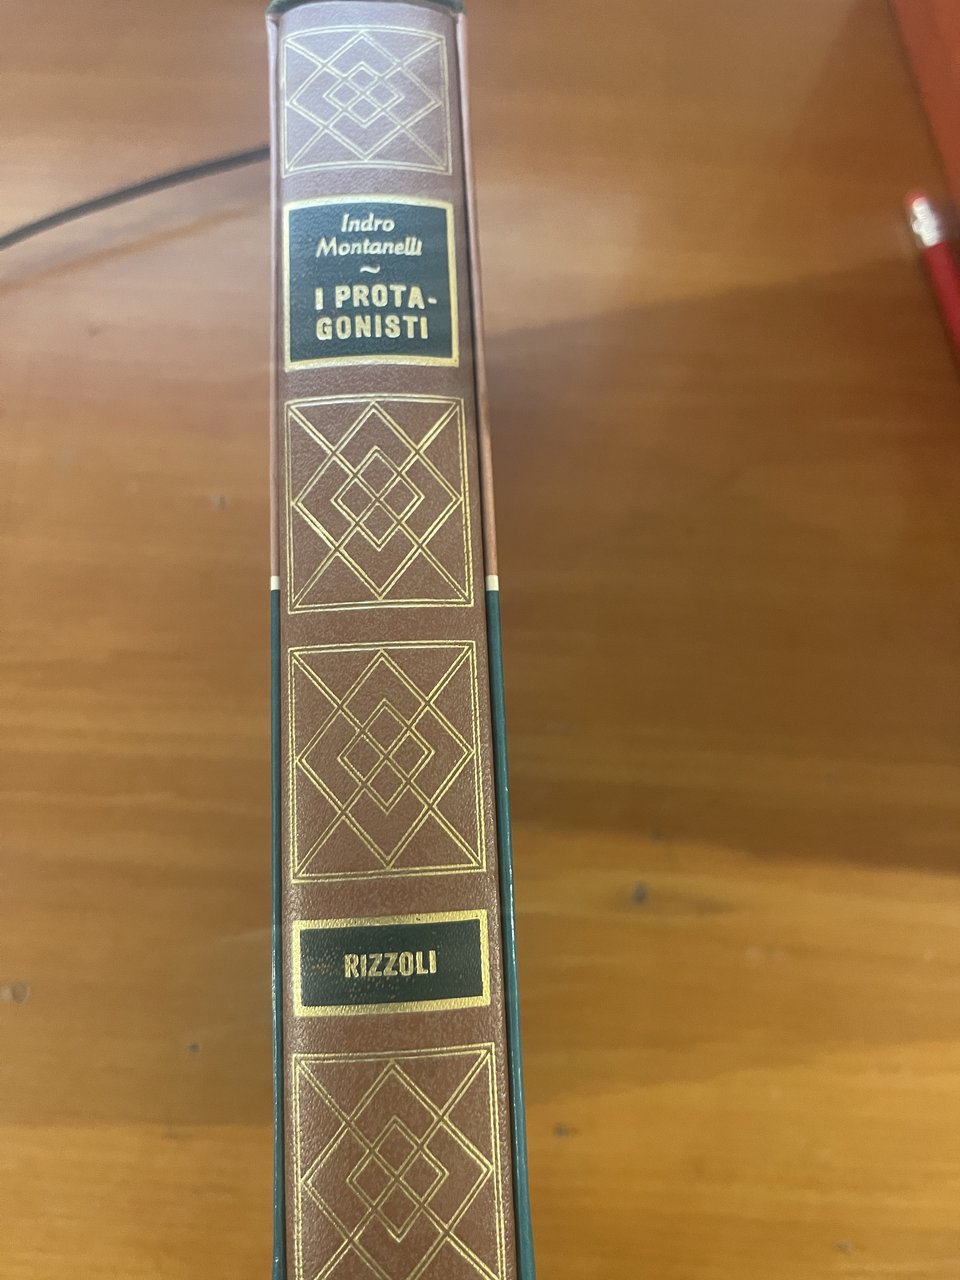 Indro
Montanelli
~
I PROTA-
GONISTI
RIZZOLI